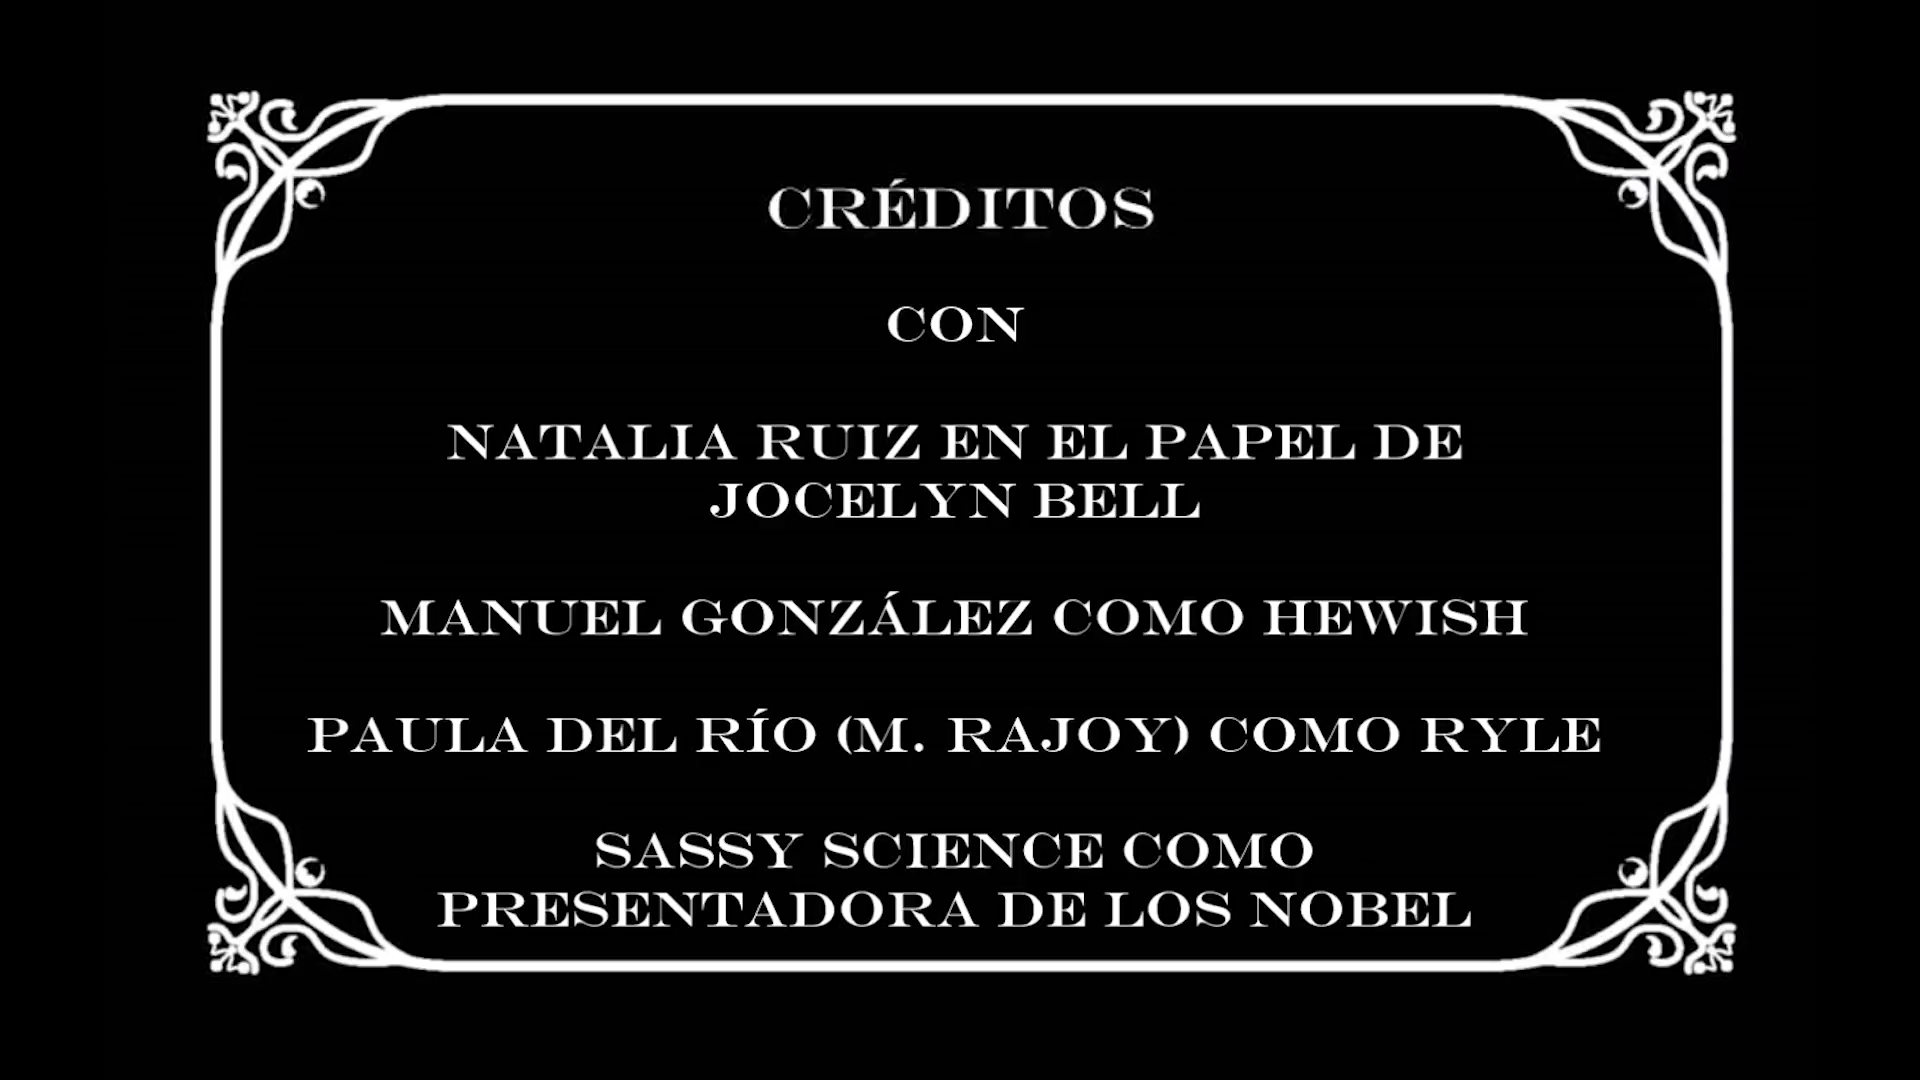 CRÉDITOS
CON
NATALIA RUIZ EN EL PAPEL DE
JOCELYN BELL
MANUEL GONZÁLEZ COMO HEWISH
PAULA DEL RÍO (M. RAJOY) COMO RYLE
SASSY SCIENCE COMO
PRESENTADORA DE LOS NOBEL